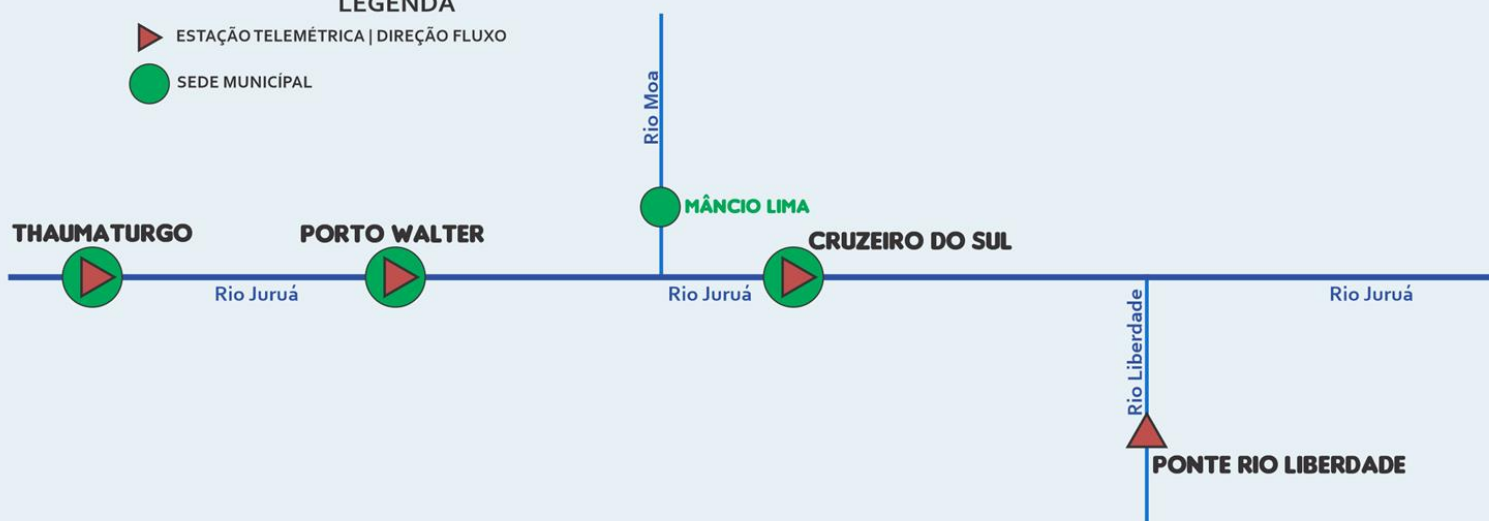 LEGENDA
ESTAÇÃO TELEMÉTRICA | DIREÇÃO FLUXO
SEDE MUNICÍPAL
Rio Moa
MÂNCIO LIMA
THAUMATURGO
PORTO WALTER
CRUZEIRO DO SUL
Rio Juruá
Rio Juruá
Rio Juruá
Rio Liberdade
PONTE RIO LIBERDADE